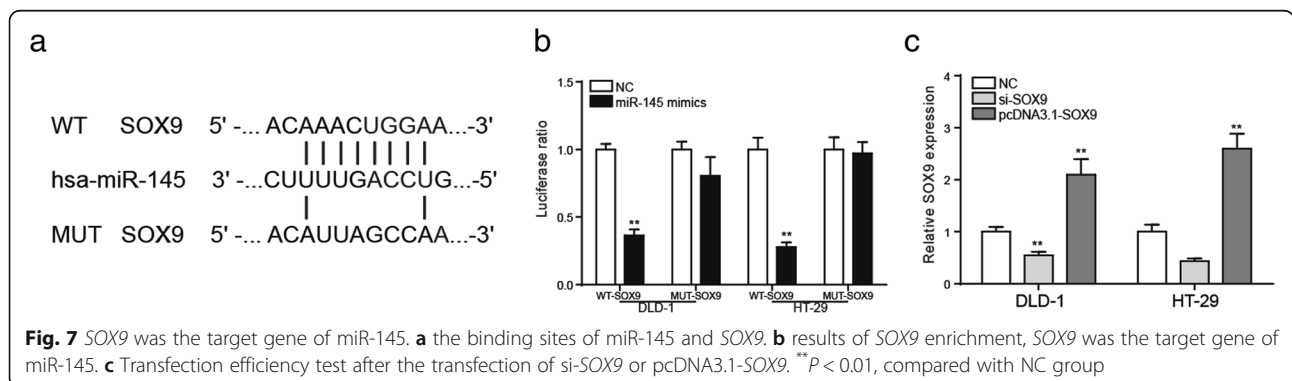 a
WT SOX9 5' -... ACAAACUGGAA...-3'
hsa-miR-145 3' -...CUUUUGACCUG...-5'
MUT SOX9 5' -... ACAUUAGCCAA...-3'
b
NC
miR-145 mimics
Luciferase ratio
1.5
1.0
0.5
0.0
**
**
WT-SOX9 MUT-SOX9 WT-SOX9 MUT-SOX9
DLD-1 HT-29
c
NC
si-SOX9
pcDNA3.1-SOX9
Relative SOX9 expression
4
3
2
1
0
**
**
**
DLD-1 HT-29
Fig. 7 SOX9 was the target gene of miR-145. a the binding sites of miR-145 and SOX9. b results of SOX9 enrichment, SOX9 was the target gene of
miR-145. c Transfection efficiency test after the transfection of si-SOX9 or pcDNA3.1-SOX9. **P < 0.01, compared with NC group